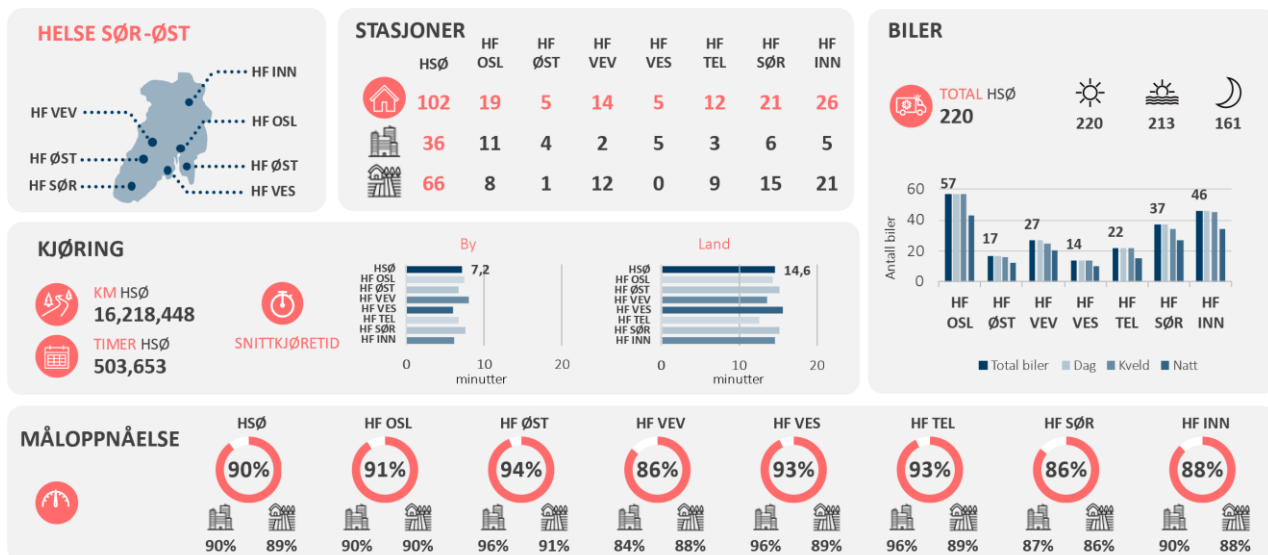 HELSE SØR-ØST
HF INN
HF VEV
HF OSL
HF ØST
HF ØST
HF SØR
HF VES
STASJONER
HSØ HF OSL HF ØST HF VEV HF VES HF TEL HF SØR HF INN
102 19 5 14 5 12 21 26
36 11 4 2 5 3 6 5
66 8 1 12 0 9 15 21
BILER
TOTAL HSØ
220
220 213 161
Antall biler
60
40
20
0
57 17 27 14 22 37 46
HF OSL HF ØST HF VEV HF VES HF TEL HF SØR HF INN
Total biler Dag Kveld Natt
KJØRING
KM HSØ
16,218,448
TIMER HSØ
503,653
SNITTKJØRETID
By
HSØ 7,2
HF OSL
HF ØST
HF VEV
HF VES
HF TEL
HF SØR
HF INN
0 10 20
minutter
Land
HSØ 14,6
HF OSL
HF ØST
HF VEV
HF VES
HF TEL
HF SØR
HF INN
0 10 20
minutter
MÅLOPPNÅELSE
HSØ HF OSL HF ØST HF VEV HF VES HF TEL HF SØR HF INN
90% 91% 94% 86% 93% 93% 86% 88%
90% 89% 90% 90% 96% 91% 84% 88% 96% 89% 96% 89% 87% 86% 90% 88%